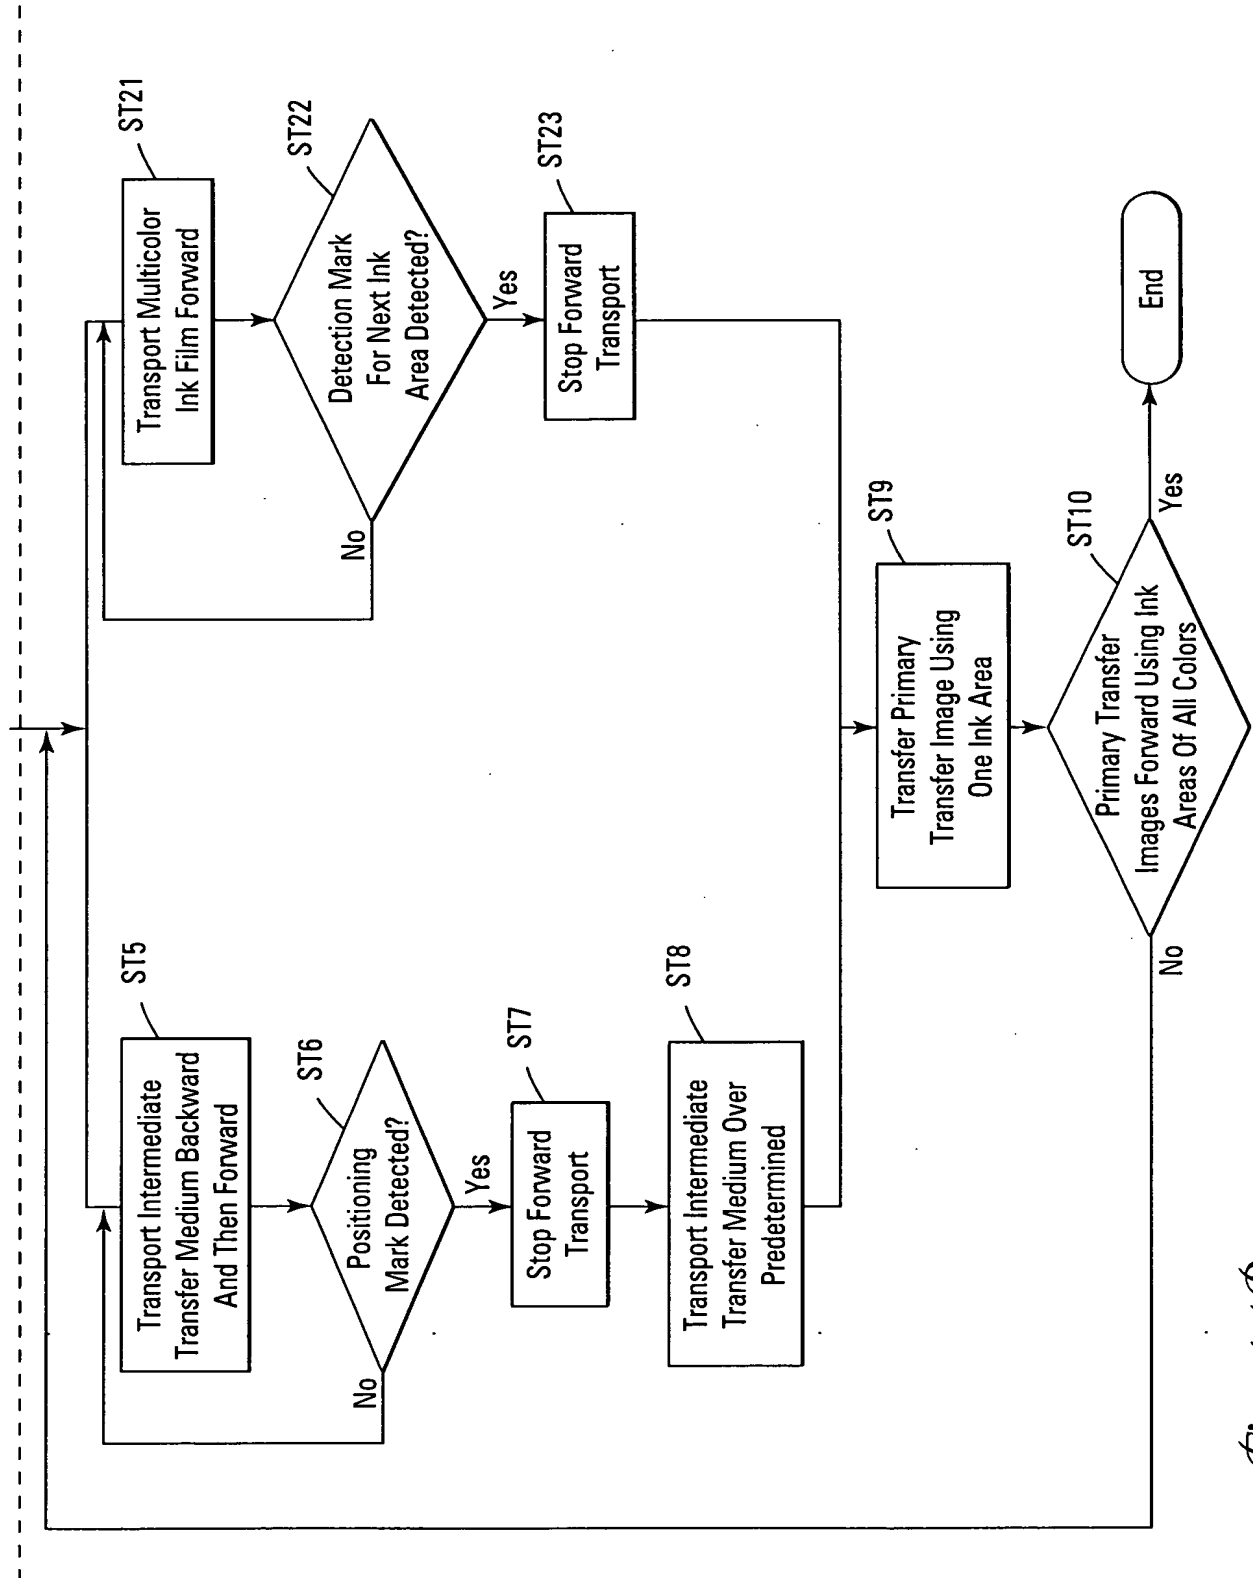 ST5
Transport Intermediate
Transfer Medium Backward
And Then Forward
ST6
Positioning
Mark Detected?
No
Yes
ST7
Stop Forward
Transport
ST8
Transport Intermediate
Transfer Medium Over
Predetermined
ST21
Transport Multicolor
Ink Film Forward
ST22
Detection Mark
For Next Ink
Area Detected?
No
Yes
ST23
Stop Forward
Transport
ST9
Transfer Primary
Transfer Image Using
One Ink Area
ST10
Primary Transfer
Images Forward Using Ink
Areas Of All Colors
No
Yes
End